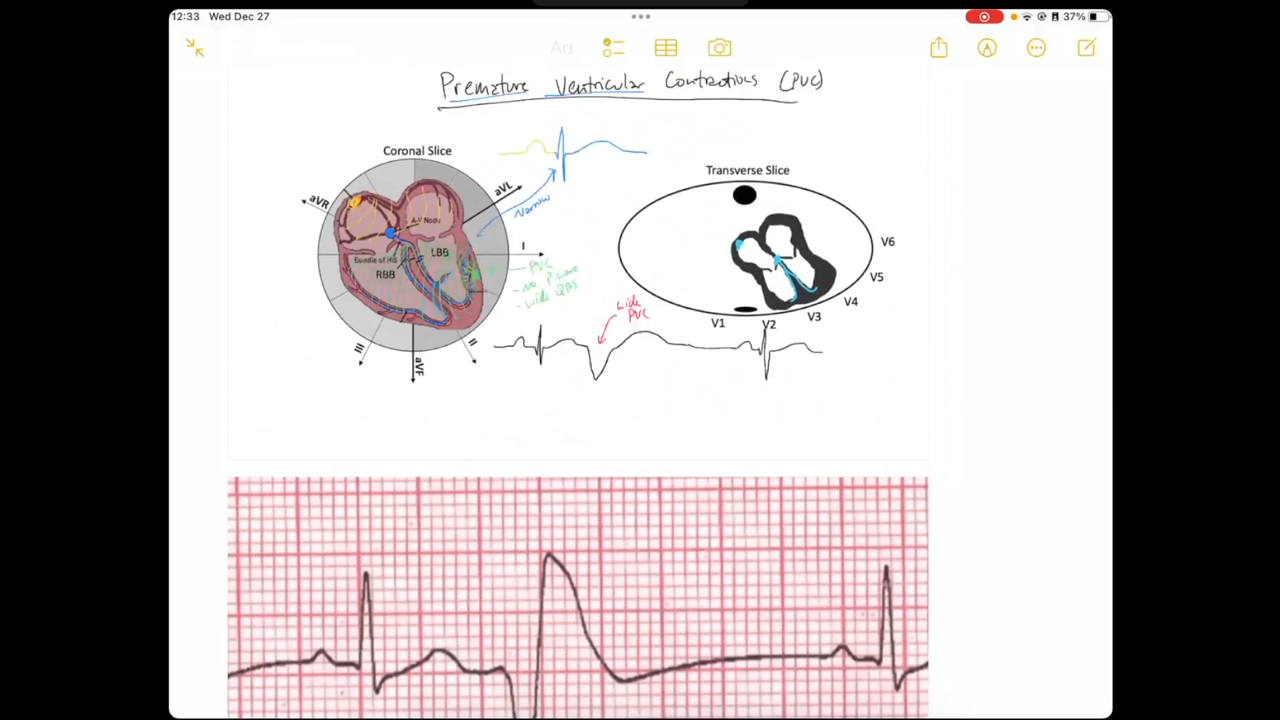 12:33 Wed Dec 27
37%
Aa
Premature Ventricular Contractions (PVC)
Coronal Slice
aVR
aVL
A-V Node
Bundle of HIS
LBB
RBB
I
II
III
aVF
Narrow
- PVC
- no P wave
- wide QRS
wide
PVC
Transverse Slice
V6
V5
V4
V3
V2
V1